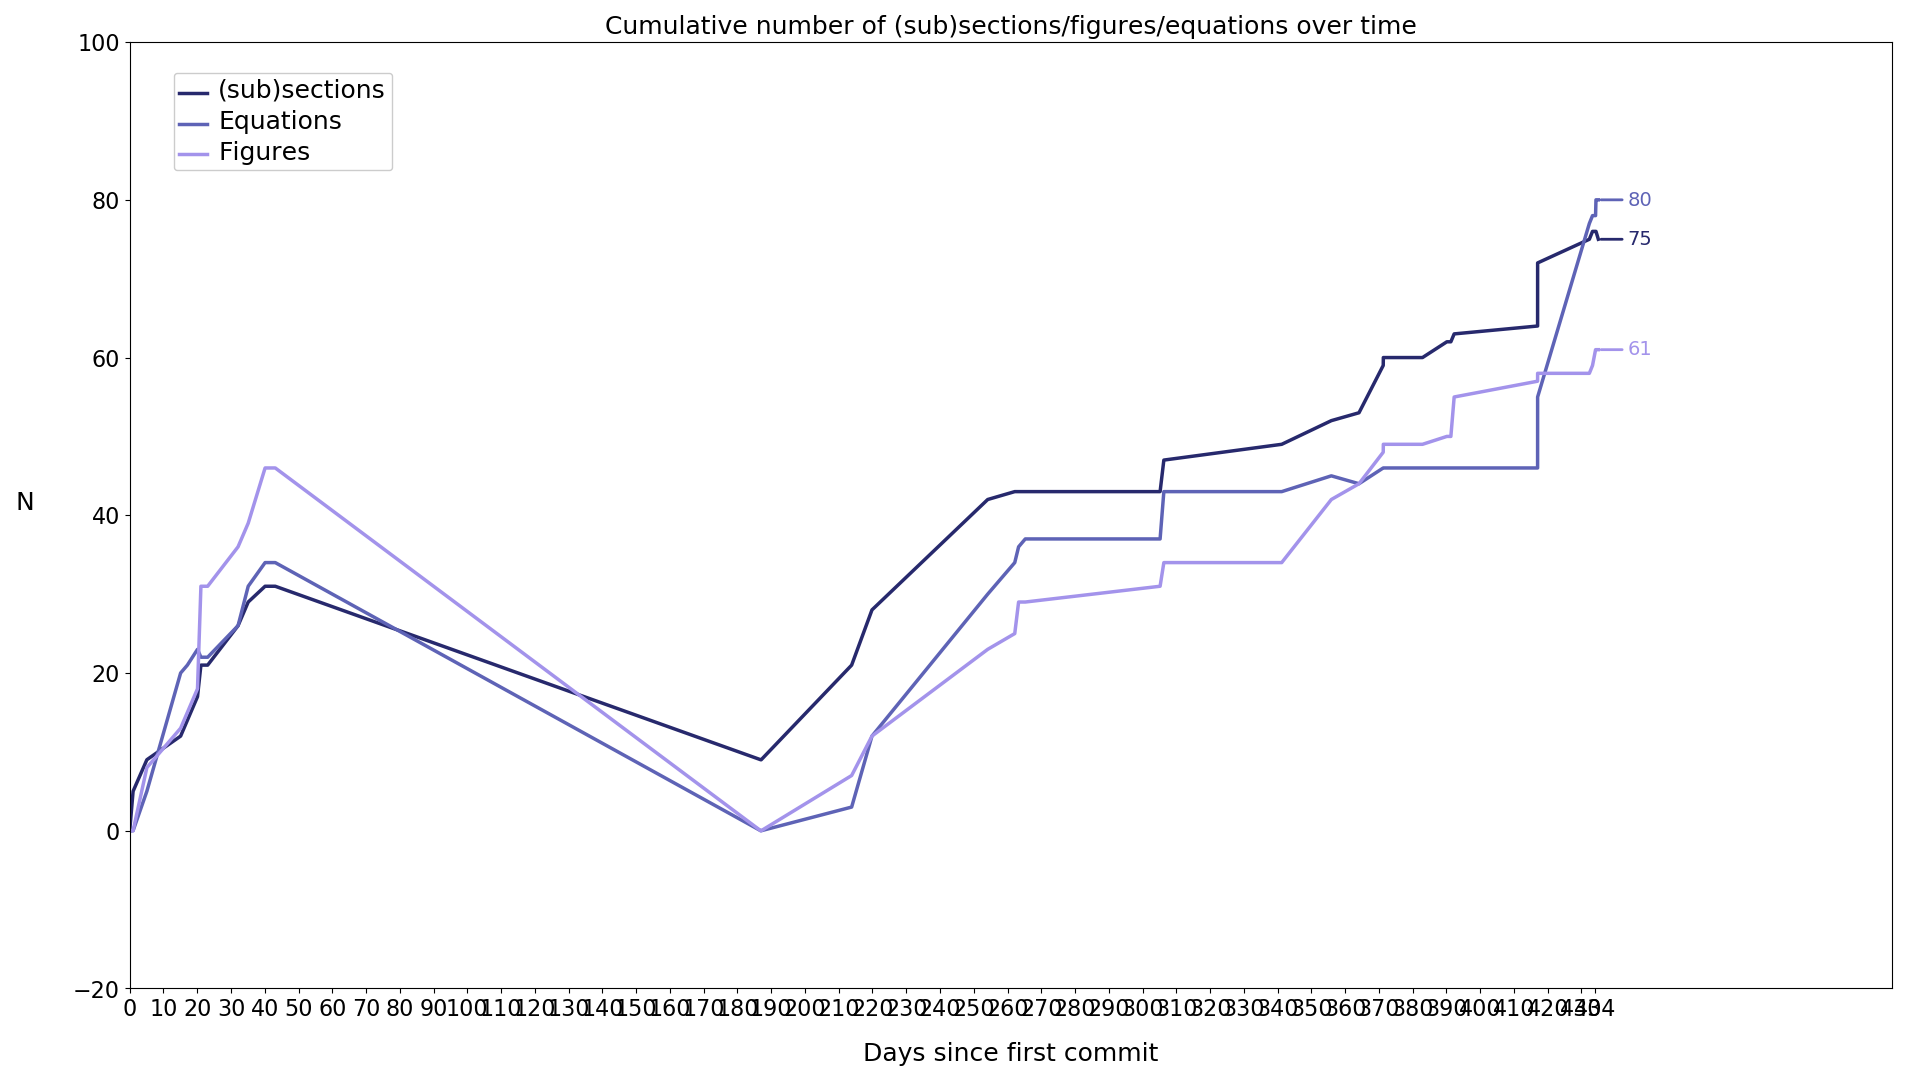 Cumulative number of (sub)sections/figures/equations over time
100
80
60
40
20
0
−20
N
(sub)sections
Equations
Figures
80
75
61
0 10 20 30 40 50 60 70 80 90 100 110 120 130 140 150 160 170 180 190 200 210 220 230 240 250 260 270 280 290 300 310 320 330 340 350 360 370 380 390 400 410 420 430 434
Days since first commit